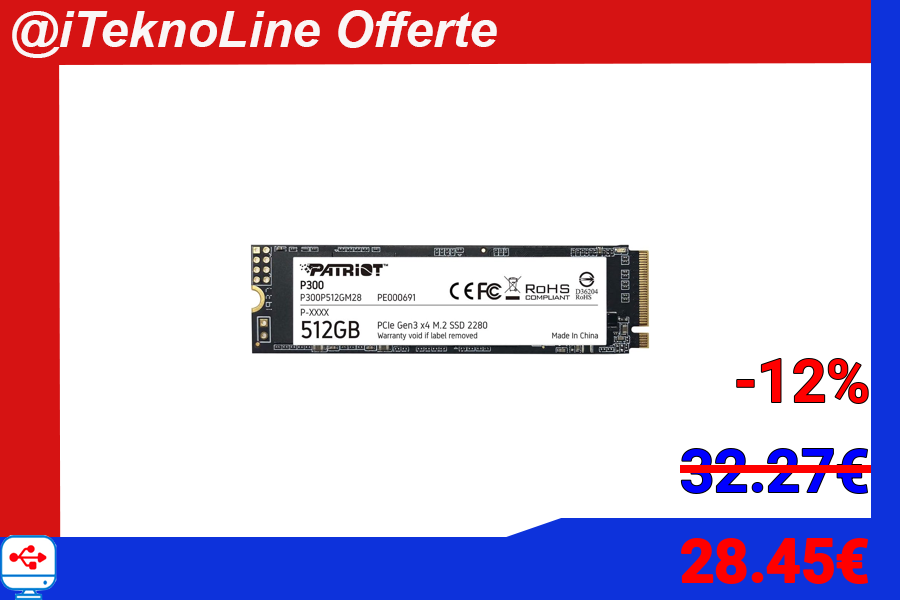 @iTeknoLine Offerte
PATRIOT™
P300
P300P512GM28 PE000691
P-XXXX
512GB
PCIe Gen3 x4 M.2 SSD 2280
Warranty void if label removed
CE FC
RoHS
COMPLIANT
D36204
RoHS
Made In China
-12%
32.27€
28.45€